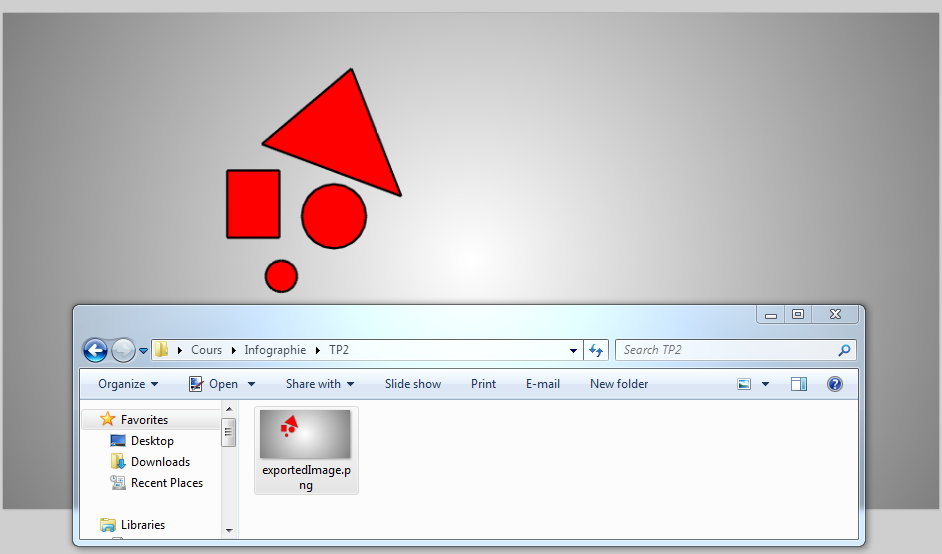 Cours Infographie TP2
Search TP2
Organize Open Share with Slide show Print E-mail New folder
Favorites
Desktop
Downloads
Recent Places
Libraries
exportedImage.p
ng